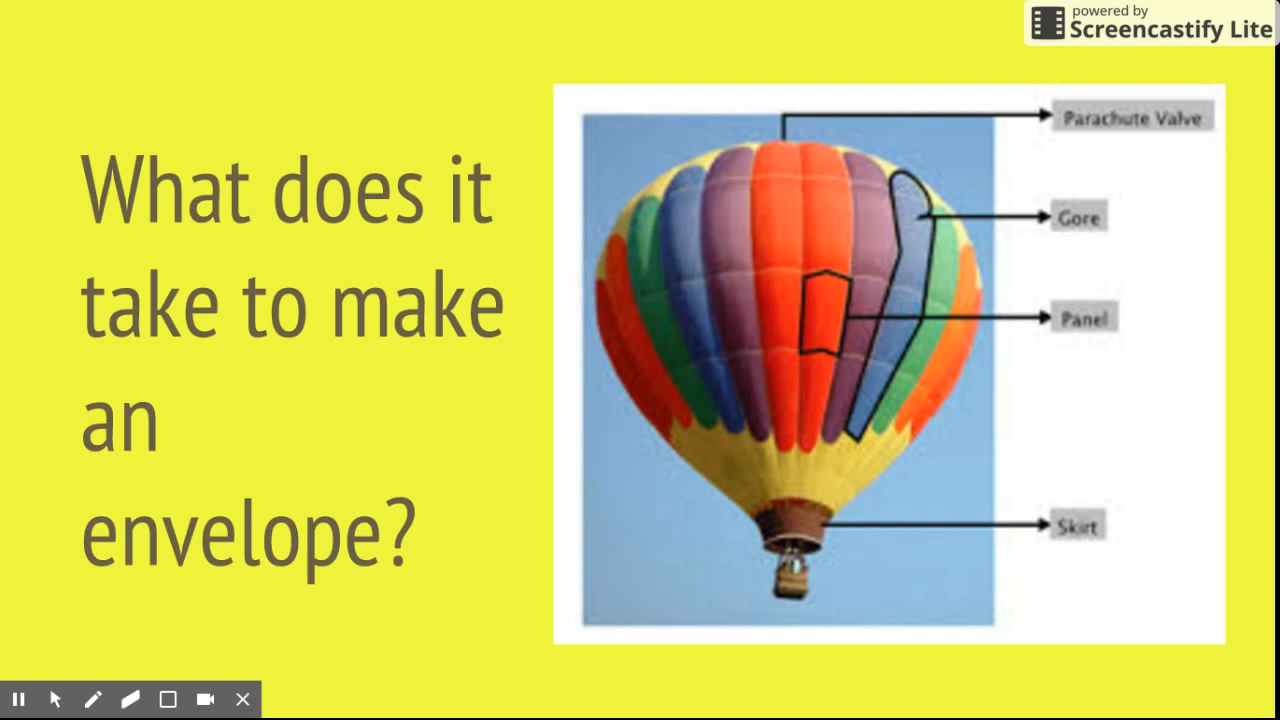 powered by
Screencastify Lite
What does it
take to make
an
envelope?
Parachute Valve
Gore
Panel
Skirt